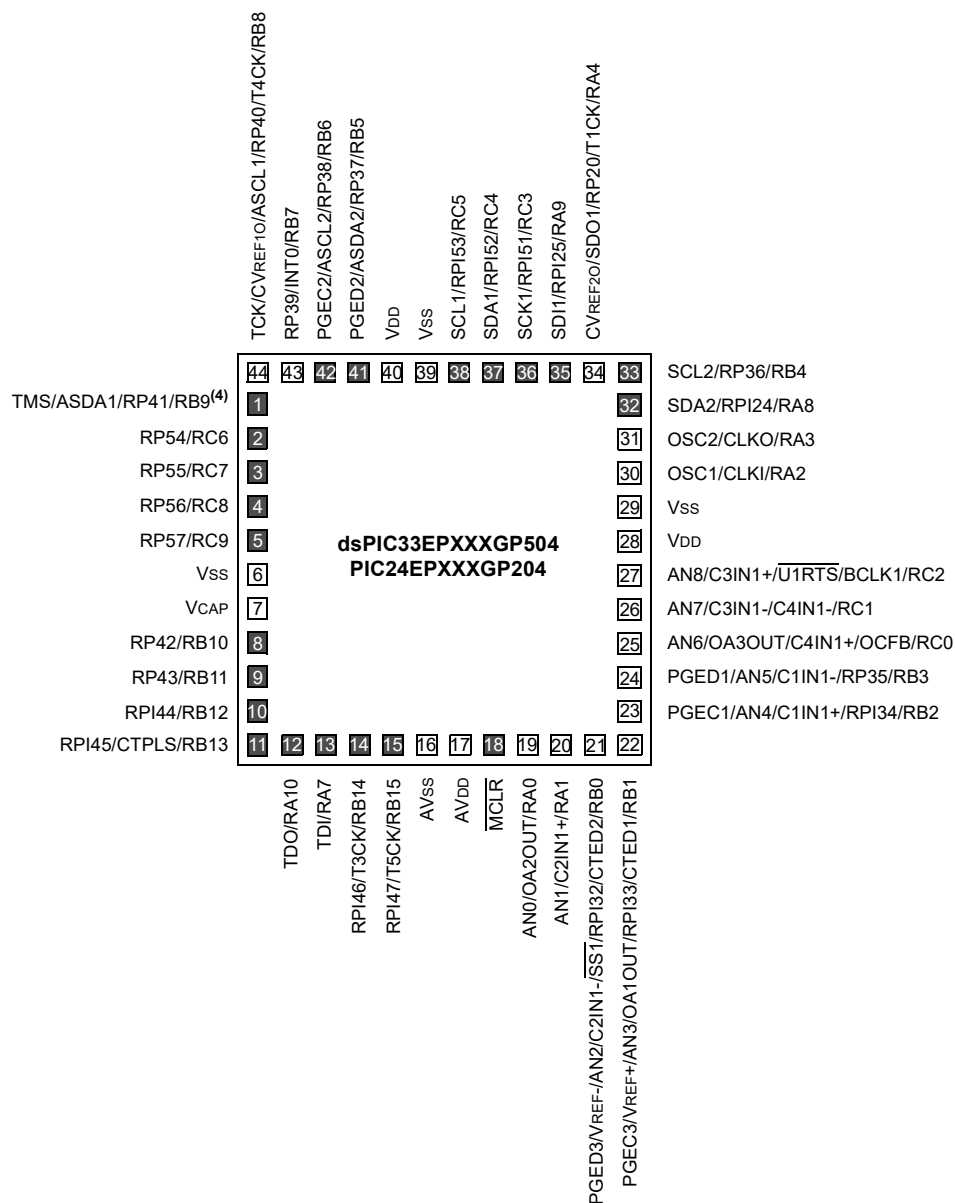 TCK/CVREF1O/ASCL1/RP40/T4CK/RB8
RP39/INT0/RB7
PGEC2/ASCL2/RP38/RB6
PGED2/ASDA2/RP37/RB5
VDD
VSS
SCL1/RPI53/RC5
SDA1/RPI52/RC4
SCK1/RPI51/RC3
SDI1/RPI25/RA9
CVREF2O/SDO1/RP20/T1CK/RA4
44 43 42 41 40 39 38 37 36 35 34 33 SCL2/RP36/RB4
TMS/ASDA1/RP41/RB9(4) 1 32 SDA2/RPI24/RA8
RP54/RC6 2 31 OSC2/CLKO/RA3
RP55/RC7 3 30 OSC1/CLKI/RA2
RP56/RC8 4 29 VSS
RP57/RC9 5 dsPIC33EPXXXGP504 28 VDD
VSS 6 PIC24EPXXXGP204 27 AN8/C3IN1+/U1RTS/BCLK1/RC2
VCAP 7 26 AN7/C3IN1-/C4IN1-/RC1
RP42/RB10 8 25 AN6/OA3OUT/C4IN1+/OCFB/RC0
RP43/RB11 9 24 PGED1/AN5/C1IN1-/RP35/RB3
RPI44/RB12 10 23 PGEC1/AN4/C1IN1+/RPI34/RB2
RPI45/CTPLS/RB13 11 12 13 14 15 16 17 18 19 20 21 22
TDO/RA10
TDI/RA7
RPI46/T3CK/RB14
RPI47/T5CK/RB15
AVSS
AVDD
MCLR
AN0/OA2OUT/RA0
AN1/C2IN1+/RA1
PGED3/VREF-/AN2/C2IN1-/SS1/RPI32/CTED2/RB0
PGEC3/VREF+/AN3/OA1OUT/RPI33/CTED1/RB1